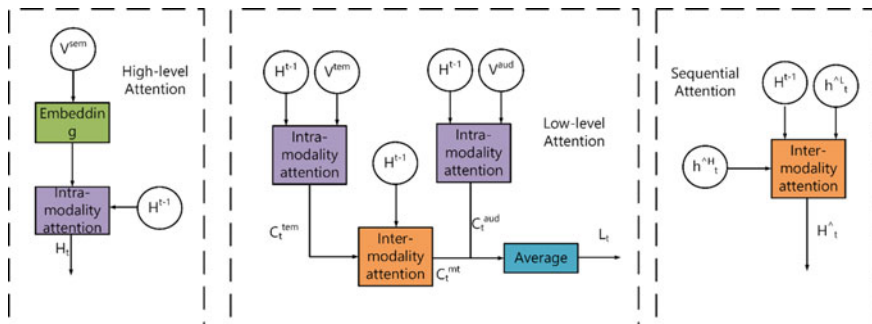 V^sem
High-level
Attention
Embeddin
g
Intra-
modality
attention
H^t-1
H_t
H^t-1
V^tem
H^t-1
V^aud
Intra-
modality
attention
Intra-
modality
attention
Low-level
Attention
H^t-1
C_t^tem
C_t^aud
Inter-
modality
attention
C_t^mt
Average
L_t
Sequential
Attention
H^t-1
h^^L_t
h^^H_t
Inter-
modality
attention
H^^_t